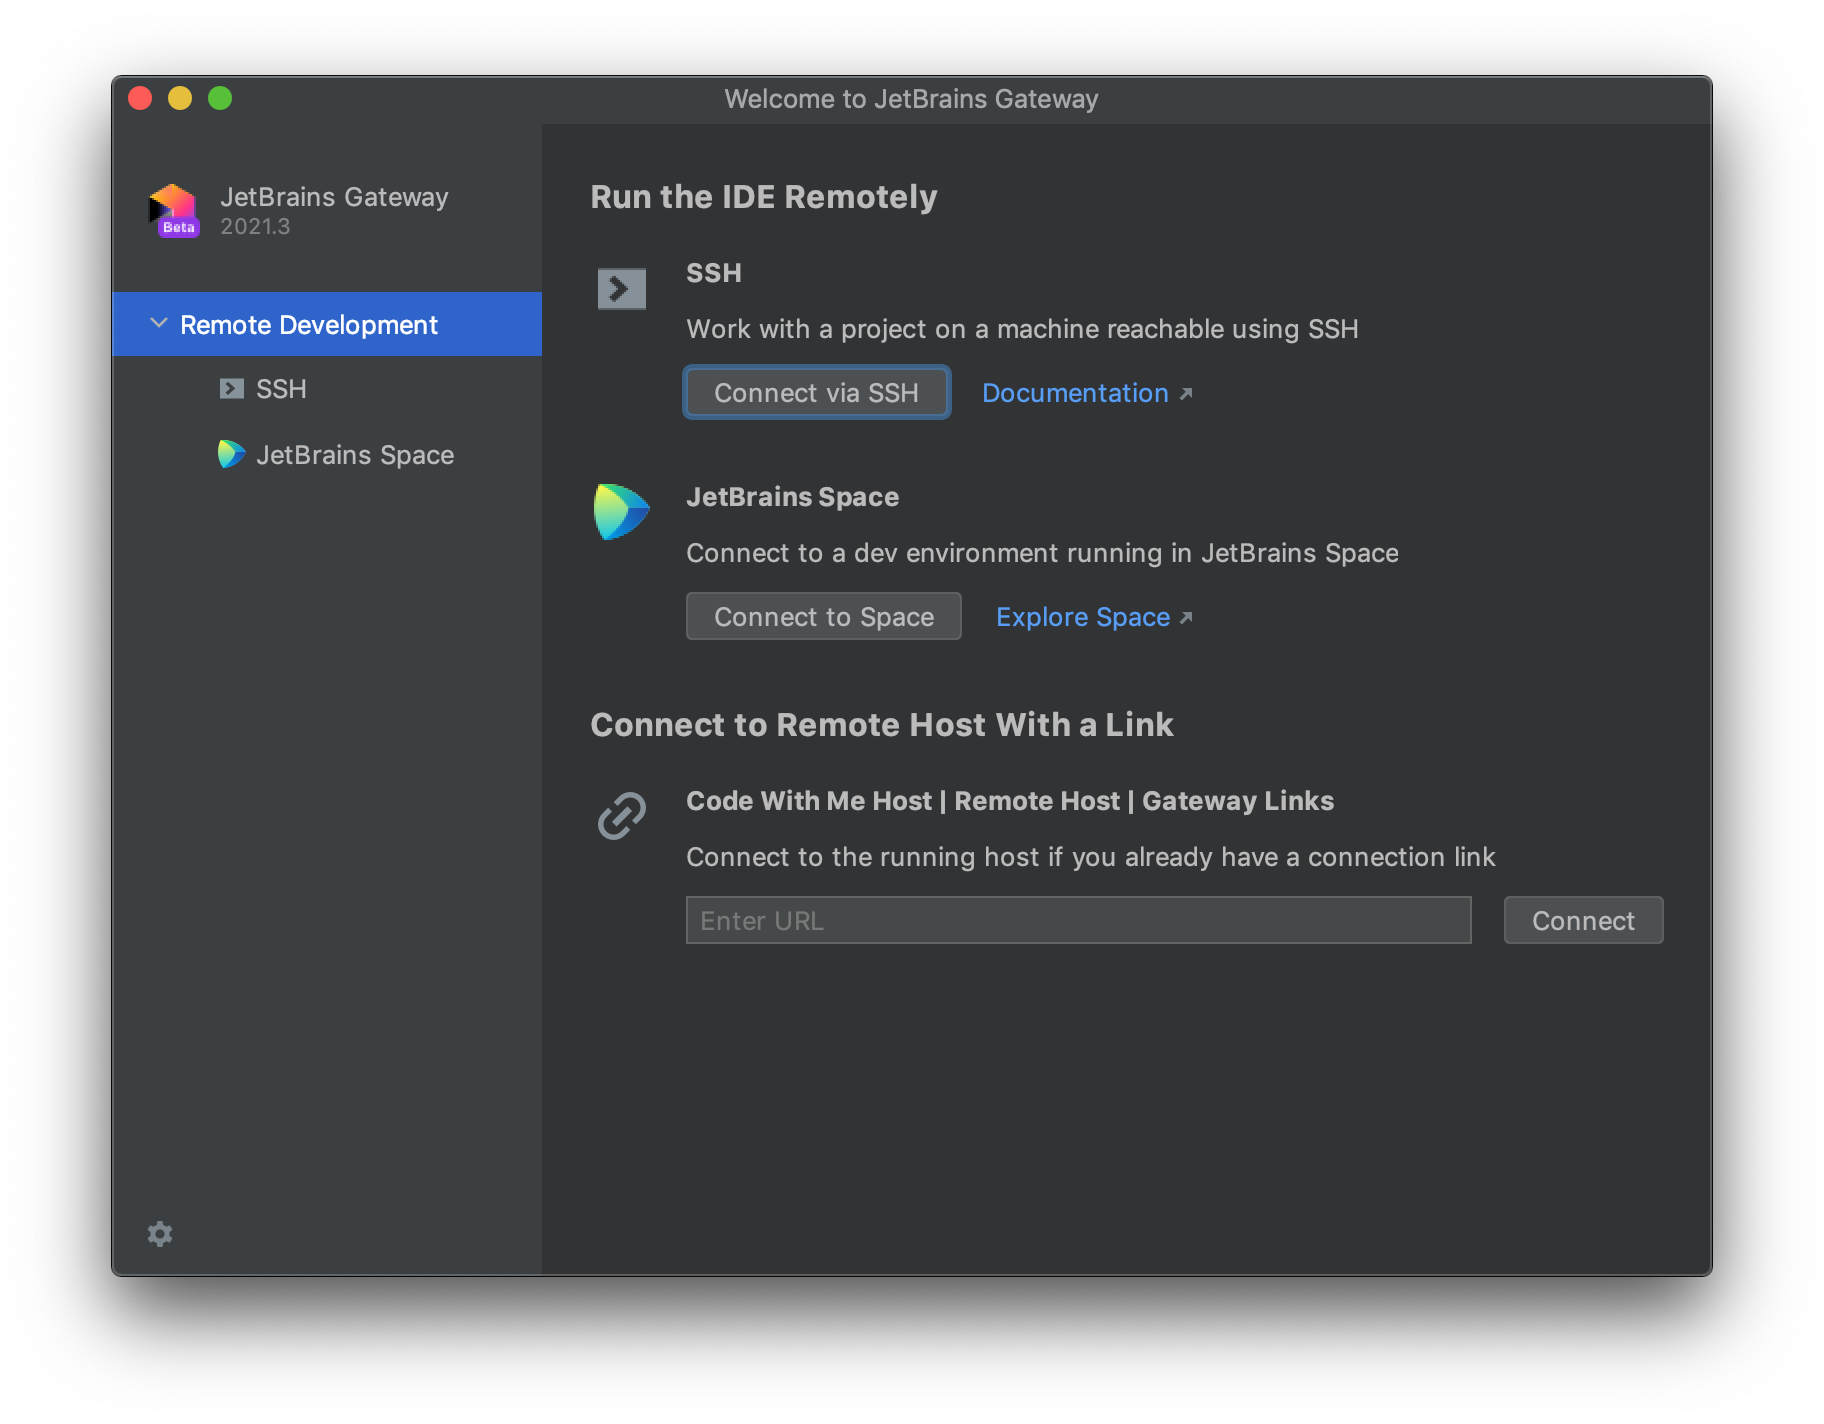 Welcome to JetBrains Gateway
JetBrains Gateway
2021.3
Beta
Remote Development
SSH
JetBrains Space
Run the IDE Remotely
SSH
Work with a project on a machine reachable using SSH
Connect via SSH Documentation
JetBrains Space
Connect to a dev environment running in JetBrains Space
Connect to Space Explore Space
Connect to Remote Host With a Link
Code With Me Host | Remote Host | Gateway Links
Connect to the running host if you already have a connection link
Enter URL Connect